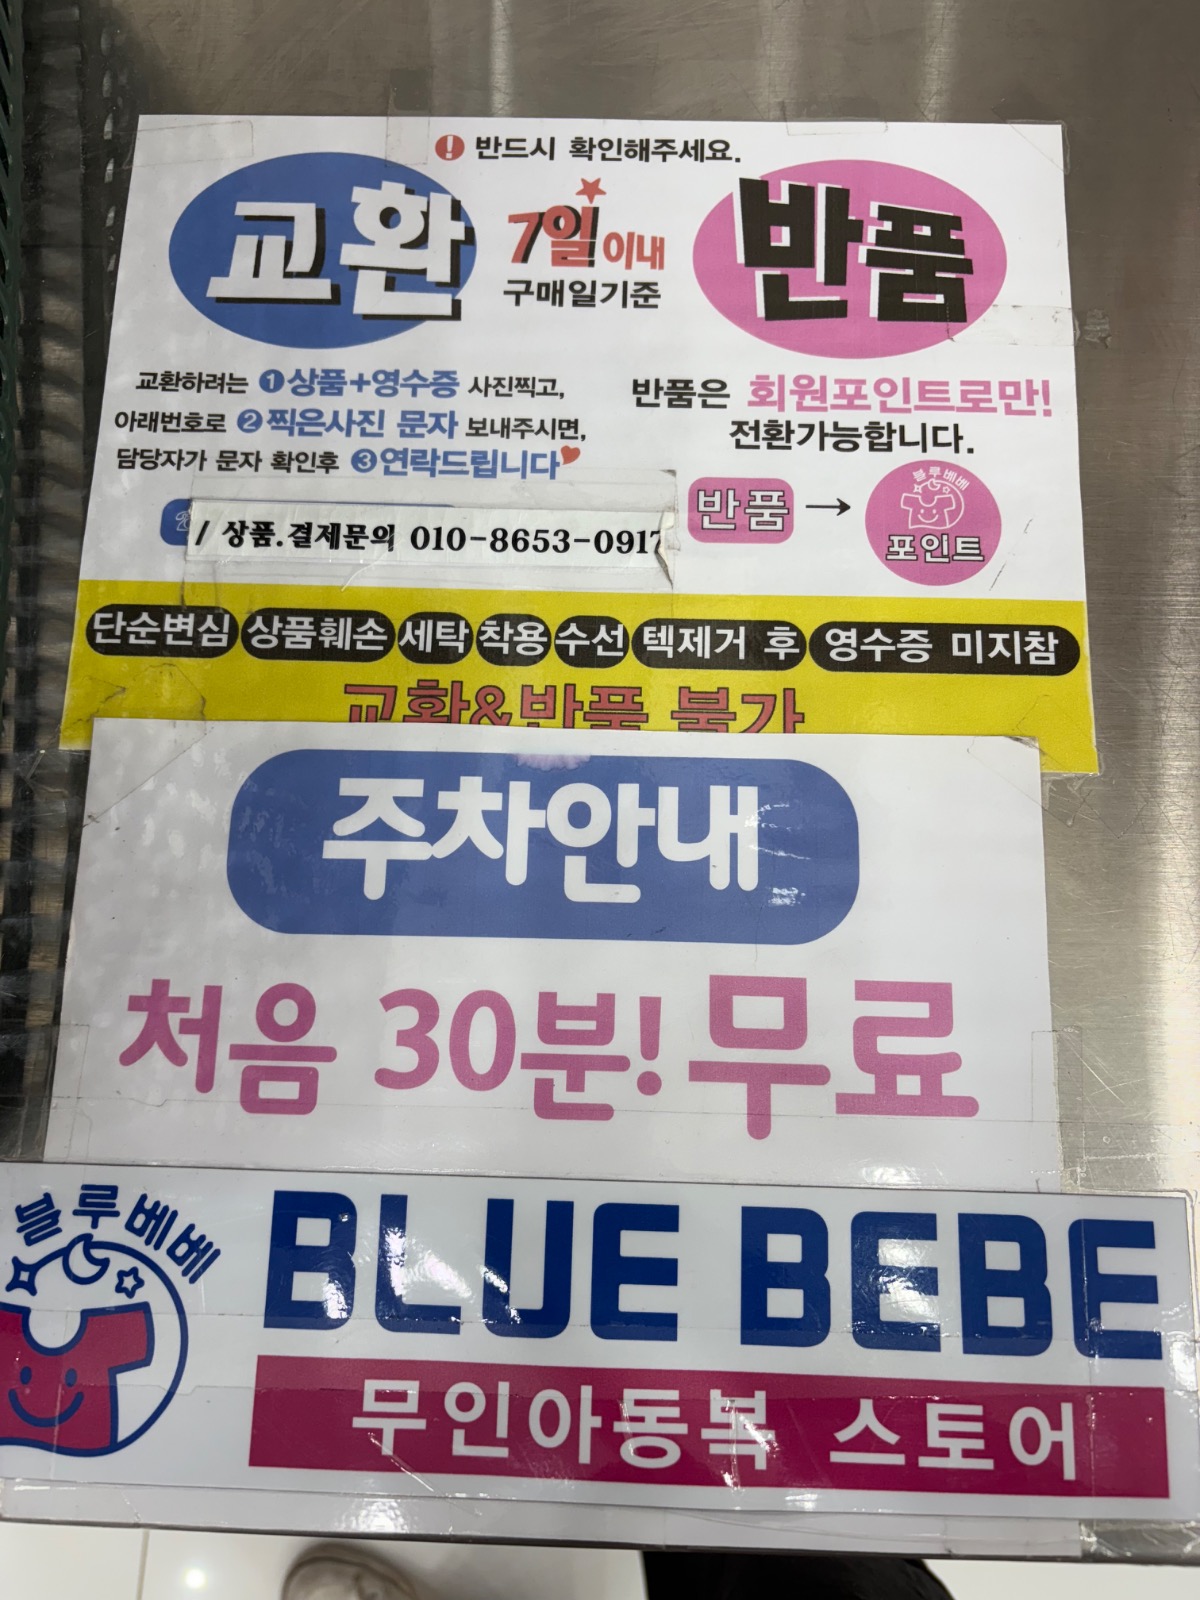 ! 반드시 확인해주세요.
교환
7일 이내
구매일기준
반품
교환하려는 ❶상품+영수증 사진찍고,
아래번호로 ❷찍은사진 문자 보내주시면,
담당자가 문자 확인후 ❸연락드립니다
/ 상품.결제문의 010-8653-0917
반품은 회원포인트로만!
전환가능합니다.
반품 → 블루베베 포인트
단순변심 상품훼손 세탁 착용 수선 텍제거 후 영수증 미지참
교환&반품 불가
주차안내
처음 30분! 무료
블루베베
BLUE BEBE
무인아동복 스토어